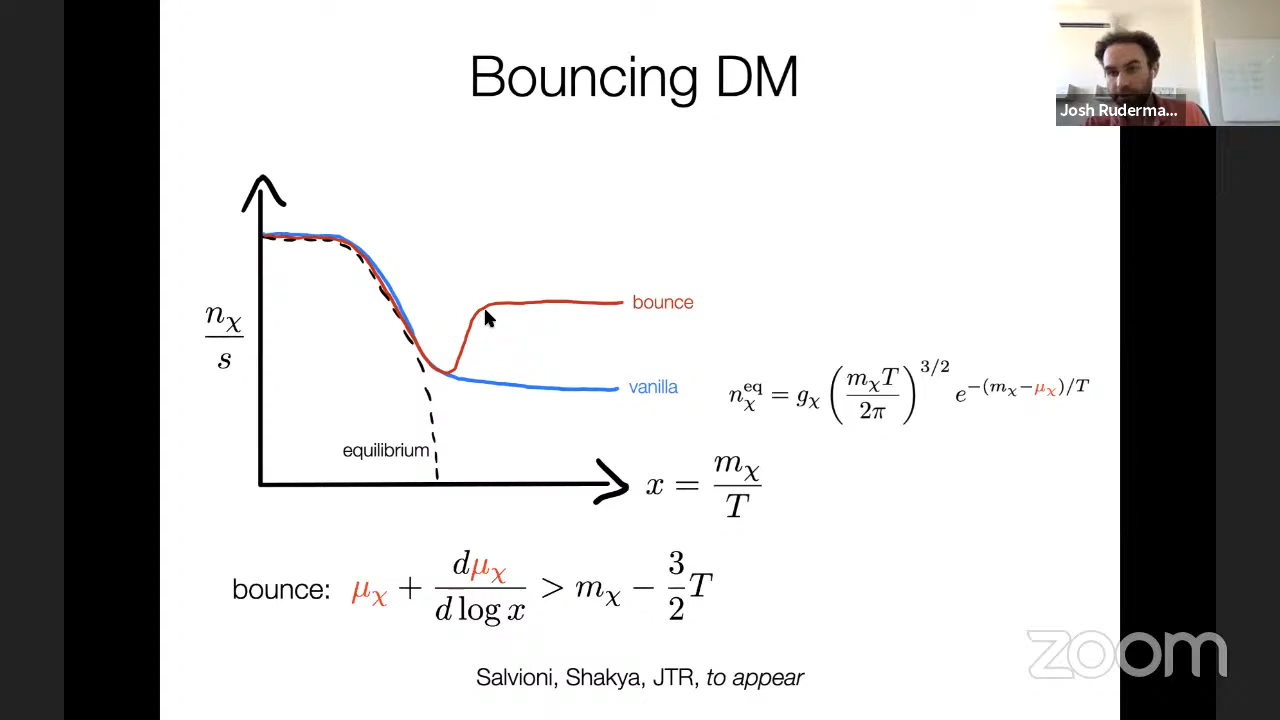 Bouncing DM
Josh Ruderma...
n_χ / s
bounce
vanilla
equilibrium
n_χ^eq = g_χ (m_χ T / 2π)^{3/2} e^{−(m_χ−μ_χ)/T}
x = m_χ / T
bounce: μ_χ + dμ_χ / d log x > m_χ − 3/2 T
Salvioni, Shakya, JTR, to appear
zoom